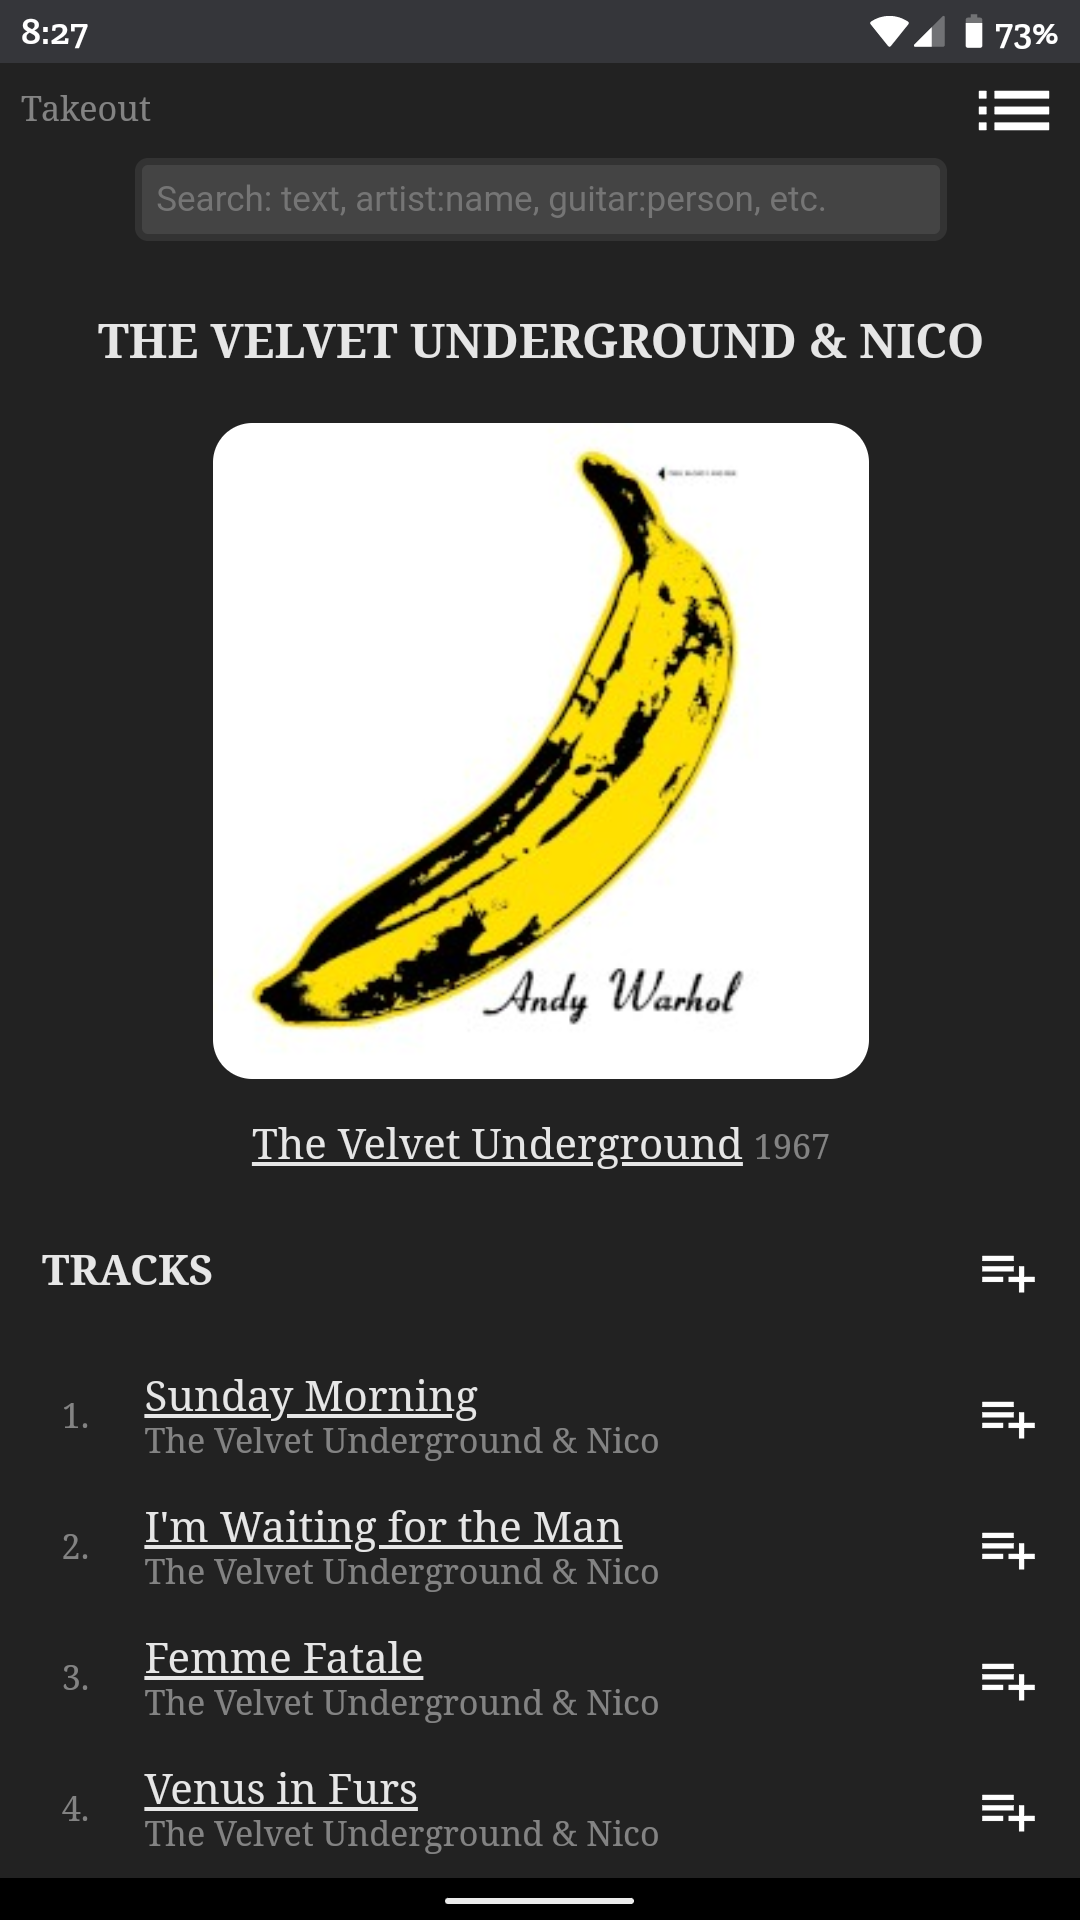 8:27
73%
Takeout
Search: text, artist:name, guitar:person, etc.
THE VELVET UNDERGROUND & NICO
Andy Warhol
The Velvet Underground 1967
TRACKS
1. Sunday Morning
The Velvet Underground & Nico
2. I'm Waiting for the Man
The Velvet Underground & Nico
3. Femme Fatale
The Velvet Underground & Nico
4. Venus in Furs
The Velvet Underground & Nico